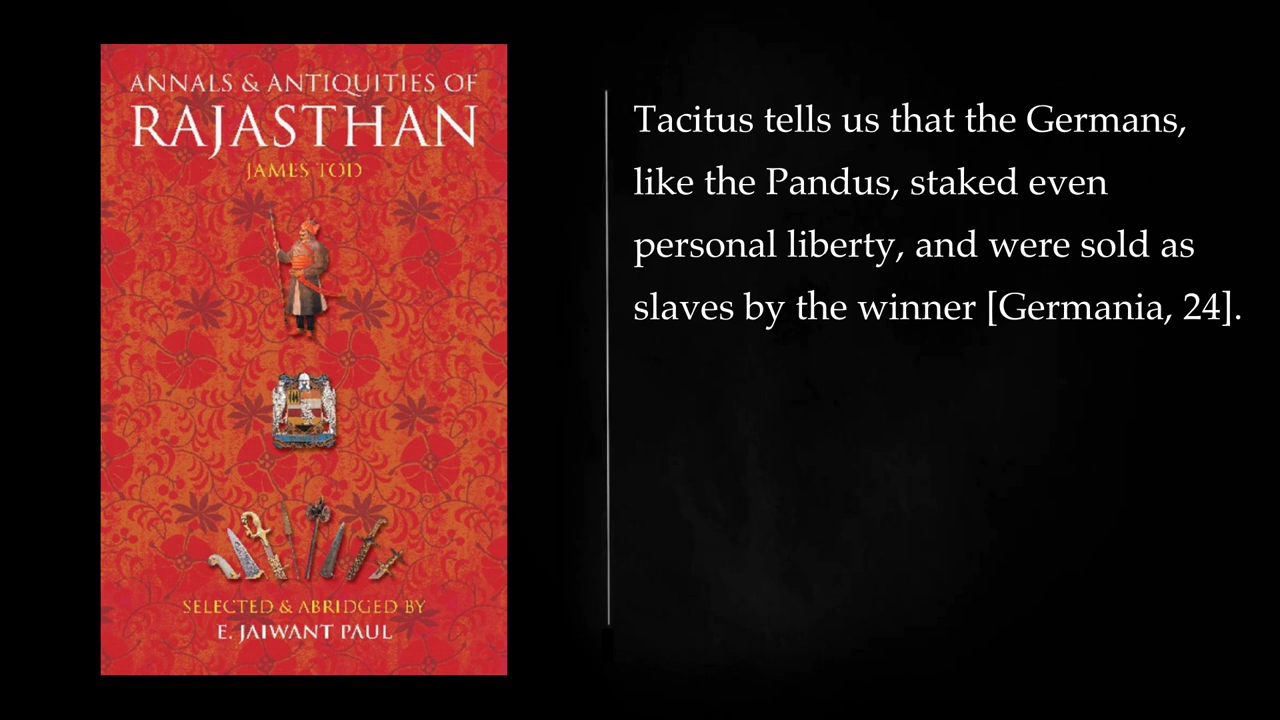 ANNALS & ANTIQUITIES OF
RAJASTHAN
JAMES TOD
SELECTED & ABRIDGED BY
E. JAIWANT PAUL
Tacitus tells us that the Germans,
like the Pandus, staked even
personal liberty, and were sold as
slaves by the winner [Germania, 24].